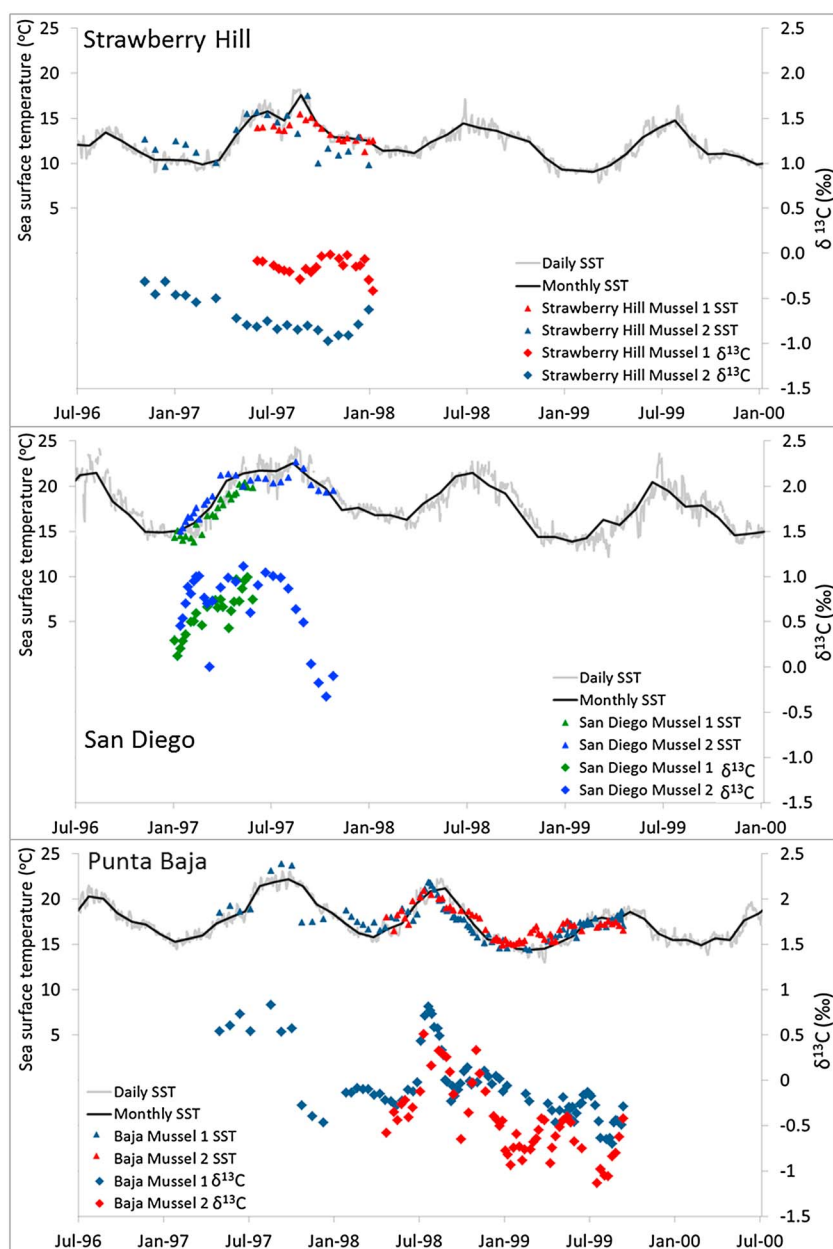 Strawberry Hill
Sea surface temperature (ºC)
25
20
15
10
5
2.5
2.0
1.5
1.0
0.5
0.0
-0.5
-1.0
-1.5
δ 13C (‰)
Daily SST
Monthly SST
Strawberry Hill Mussel 1 SST
Strawberry Hill Mussel 2 SST
Strawberry Hill Mussel 1 δ13C
Strawberry Hill Mussel 2 δ13C
Jul-96 Jan-97 Jul-97 Jan-98 Jul-98 Jan-99 Jul-99 Jan-00
Sea surface temperature (ºC)
25
20
15
10
5
2.5
2.0
1.5
1.0
0.5
0.0
-0.5
-1.0
-1.5
δ13C (‰)
San Diego
Daily SST
Monthly SST
San Diego Mussel 1 SST
San Diego Mussel 2 SST
San Diego Mussel 1 δ13C
San Diego Mussel 2 δ13C
Jul-96 Jan-97 Jul-97 Jan-98 Jul-98 Jan-99 Jul-99 Jan-00
Punta Baja
Sea surface temperature (ºC)
25
20
15
10
5
2.5
2
1.5
1
0.5
0
-0.5
-1
-1.5
δ13C (‰)
Daily SST
Monthly SST
Baja Mussel 1 SST
Baja Mussel 2 SST
Baja Mussel 1 δ13C
Baja Mussel 2 δ13C
Jul-96 Jan-97 Jul-97 Jan-98 Jul-98 Jan-99 Jul-99 Jan-00 Jul-00